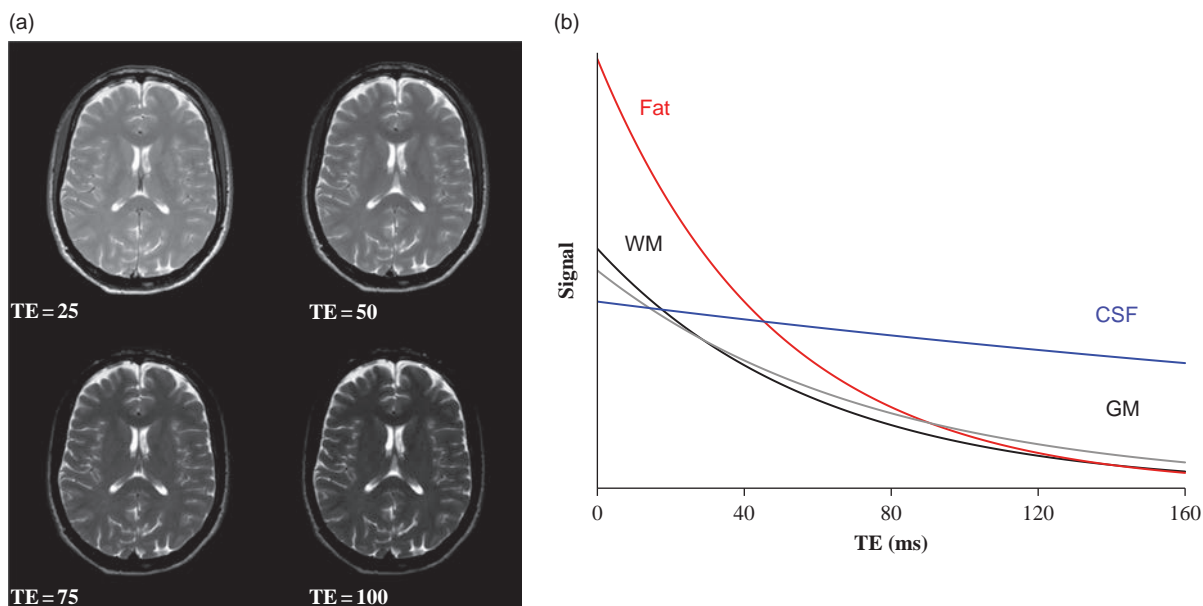 (a)
TE = 25
TE = 50
TE = 75
TE = 100
(b)
Signal
Fat
WM
CSF
GM
0
40
80
120
160
TE (ms)